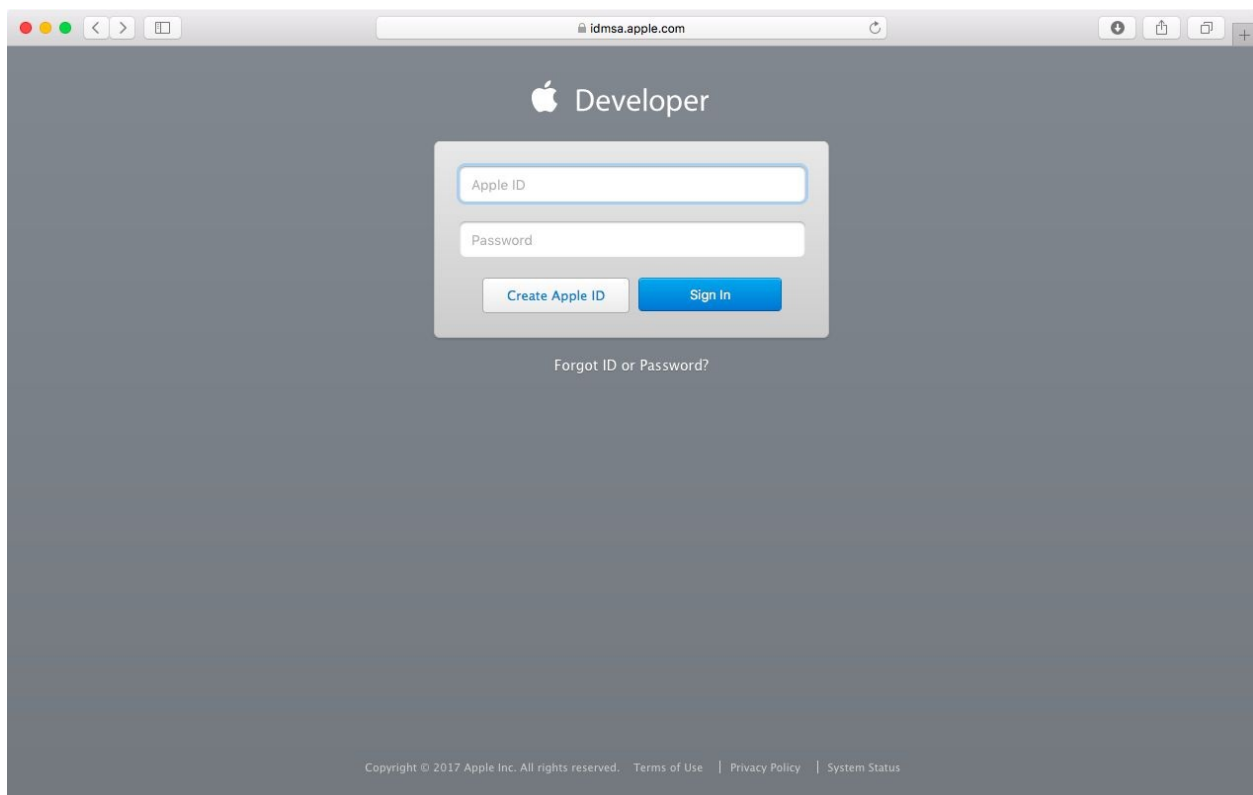 idmsa.apple.com
Developer
Apple ID
Password
Create Apple ID Sign In
Forgot ID or Password?
Copyright © 2017 Apple Inc. All rights reserved. Terms of Use | Privacy Policy | System Status